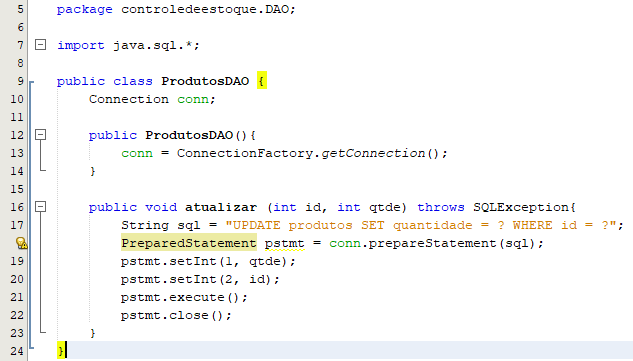 5 package controledeestoque.DAO;
6
7 import java.sql.*;
8
9 public class ProdutosDAO {
10 Connection conn;
11
12 public ProdutosDAO(){
13 conn = ConnectionFactory.getConnection();
14 }
15
16 public void atualizar (int id, int qtde) throws SQLException{
17 String sql = "UPDATE produtos SET quantidade = ? WHERE id = ?";
PreparedStatement pstmt = conn.prepareStatement(sql);
19 pstmt.setInt(1, qtde);
20 pstmt.setInt(2, id);
21 pstmt.execute();
22 pstmt.close();
23 }
24 }